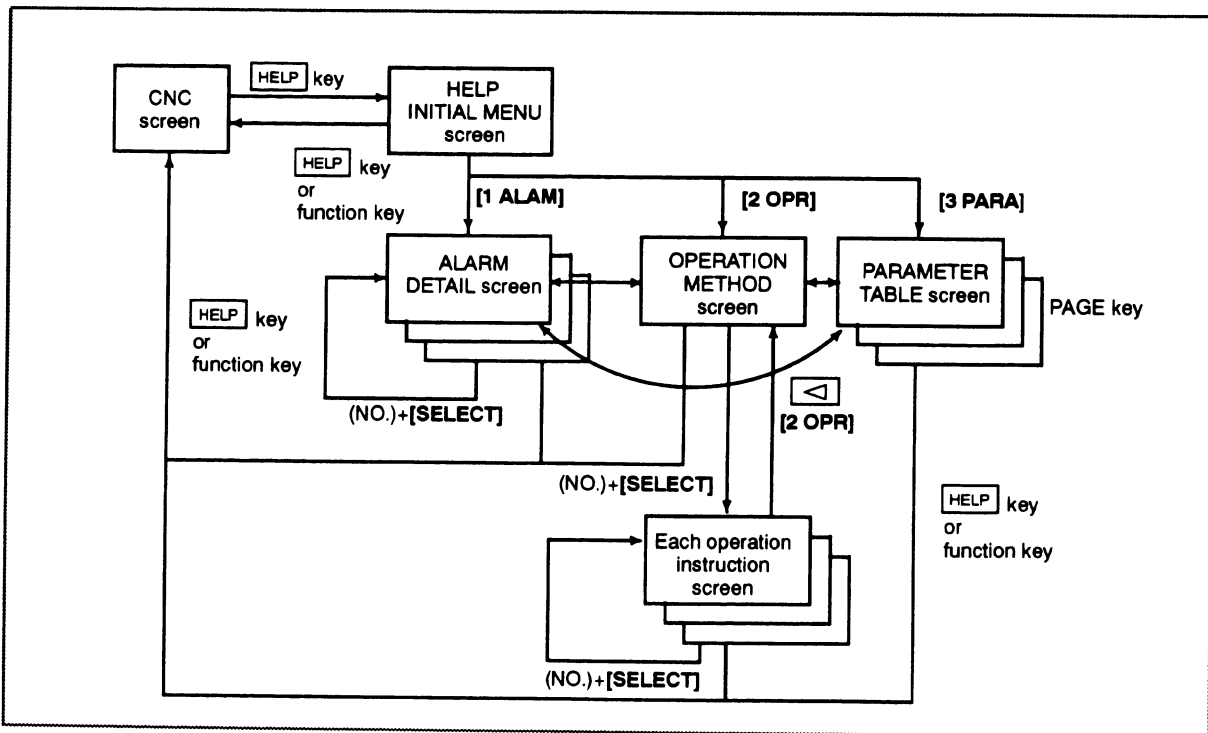 CNC
screen
HELP key
HELP
INITIAL MENU
screen
HELP key
or
function key
[1 ALAM]
[2 OPR]
[3 PARA]
ALARM
DETAIL screen
OPERATION
METHOD
screen
PARAMETER
TABLE screen
PAGE key
HELP key
or
function key
(NO.)+[SELECT]
[2 OPR]
(NO.)+[SELECT]
HELP key
or
function key
Each operation
instruction
screen
(NO.)+[SELECT]